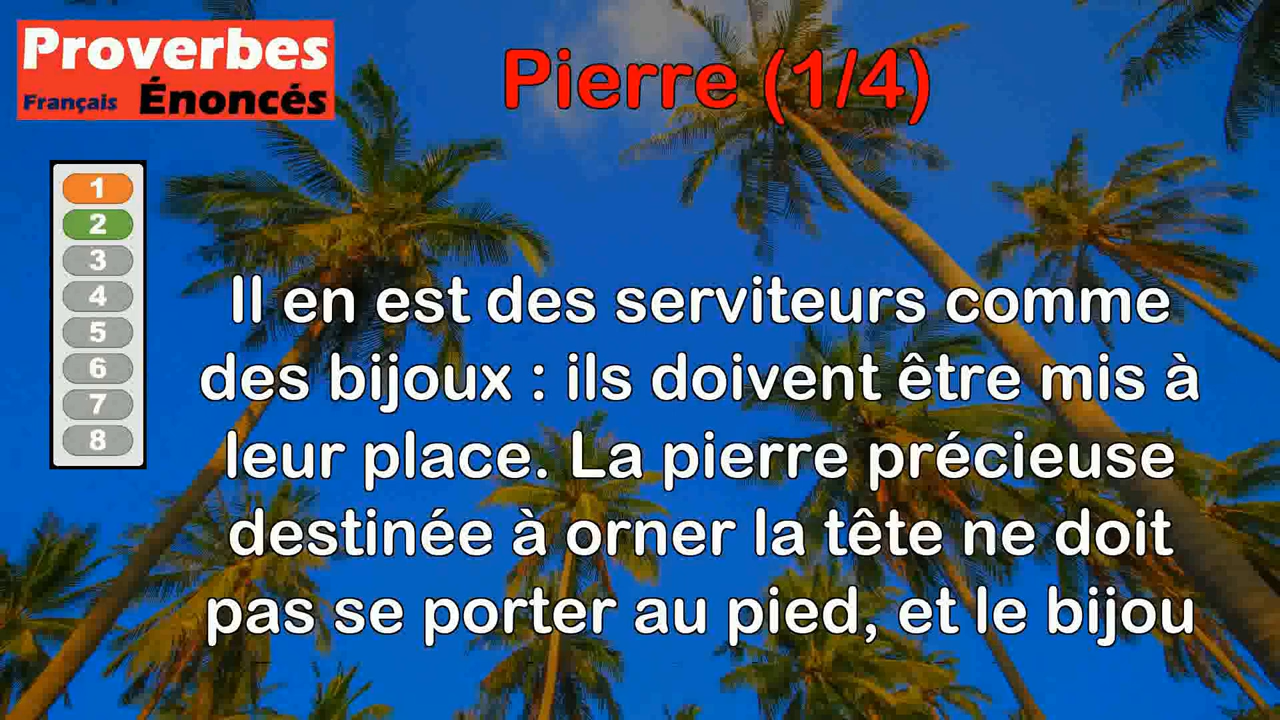 Proverbes
Français Énoncés
Pierre (1/4)
1
2
3
4
5
6
7
8
Il en est des serviteurs comme
des bijoux : ils doivent être mis à
leur place. La pierre précieuse
destinée à orner la tête ne doit
pas se porter au pied, et le bijou